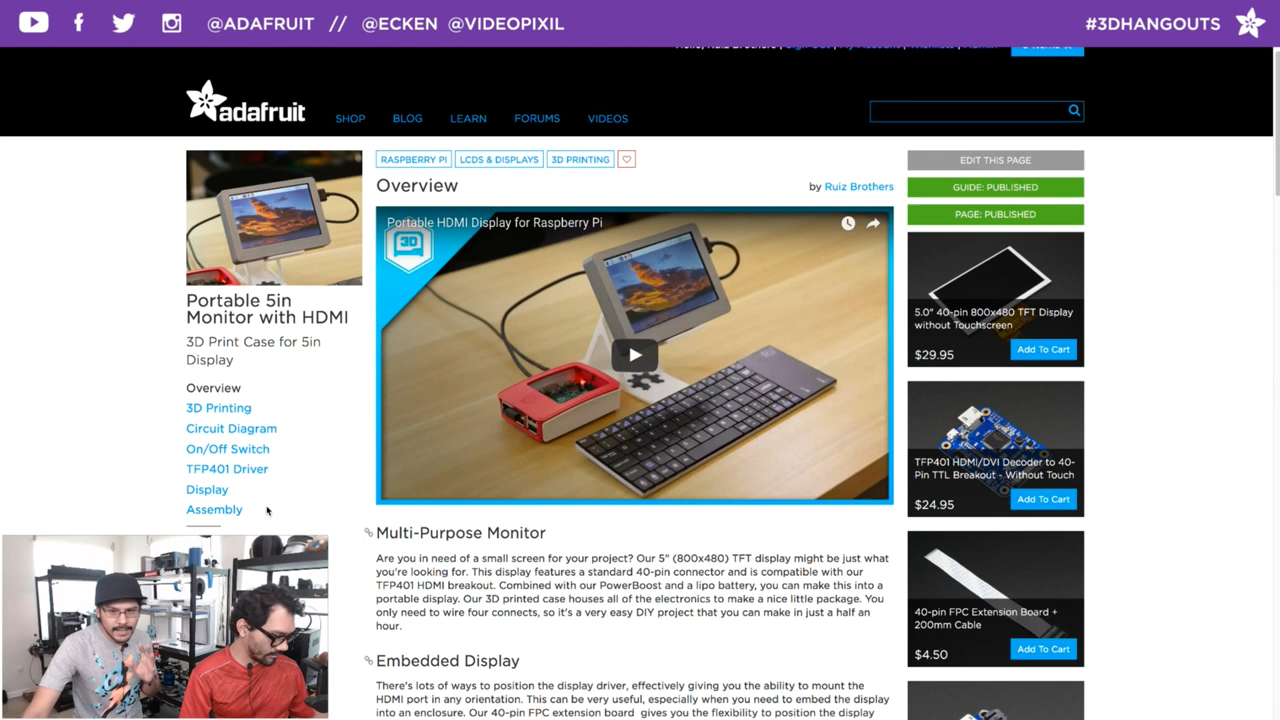 @ADAFRUIT // @ECKEN @VIDEOPIXIL
#3DHANGOUTS
adafruit
SHOP
BLOG
LEARN
FORUMS
VIDEOS
Portable 5in
Monitor with HDMI
3D Print Case for 5in
Display
Overview
3D Printing
Circuit Diagram
On/Off Switch
TFP401 Driver
Display
Assembly
RASPBERRY PI
LCDS & DISPLAYS
3D PRINTING
Overview
by Ruiz Brothers
Portable HDMI Display for Raspberry Pi
3D
Multi-Purpose Monitor
Are you in need of a small screen for your project? Our 5" (800x480) TFT display might be just what
you're looking for. This display features a standard 40-pin connector and is compatible with our
TFP401 HDMI breakout. Combined with our PowerBoost and a lipo battery, you can make this into a
portable display. Our 3D printed case houses all of the electronics to make a nice little package. You
only need to wire four connects, so it's a very easy DIY project that you can make in just a half an
hour.
Embedded Display
There's lots of ways to position the display driver, effectively giving you the ability to mount the
HDMI port in any orientation. This can be very useful, especially when you need to embed the display
into an enclosure. Our 40-pin FPC extension board gives you the flexibility to position the display
EDIT THIS PAGE
GUIDE: PUBLISHED
PAGE: PUBLISHED
5.0" 40-pin 800x480 TFT Display
without Touchscreen
$29.95
Add To Cart
TFP401 HDMI/DVI Decoder to 40-
Pin TTL Breakout - Without Touch
$24.95
Add To Cart
40-pin FPC Extension Board +
200mm Cable
$4.50
Add To Cart